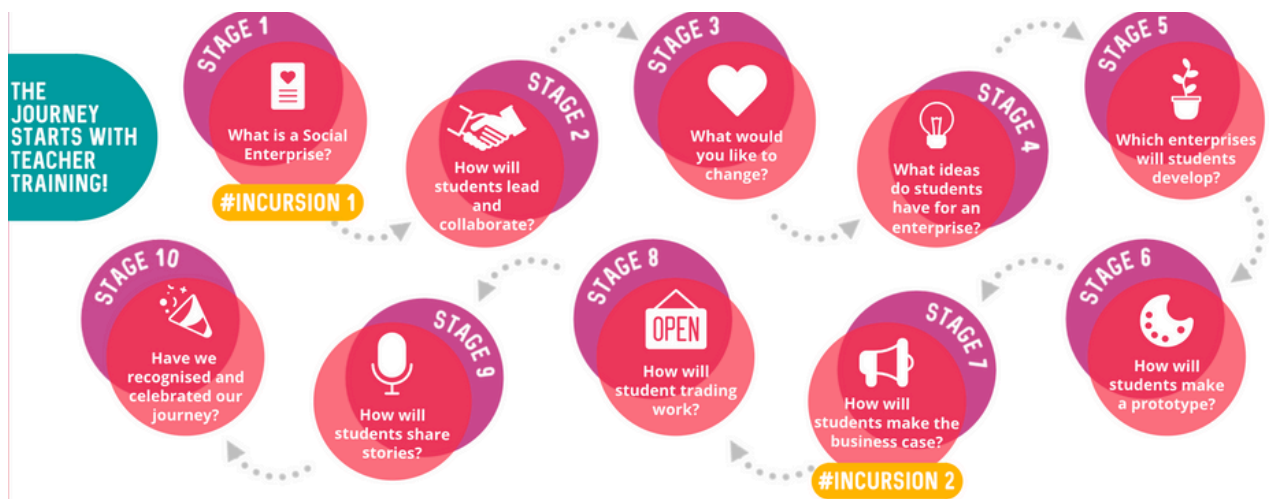 THE
JOURNEY
STARTS WITH
TEACHER
TRAINING!
STAGE 1
What is a Social
Enterprise?
#INCURSION 1
STAGE 2
How will
students lead
and
collaborate?
STAGE 3
What would
you like to
change?
STAGE 4
What ideas
do students
have for an
enterprise?
STAGE 5
Which enterprises
will students
develop?
STAGE 6
How will
students make
a prototype?
STAGE 7
How will
students make the
business case?
#INCURSION 2
STAGE 8
OPEN
How will
student trading
work?
STAGE 9
How will
students share
stories?
STAGE 10
Have we
recognised and
celebrated our
journey?